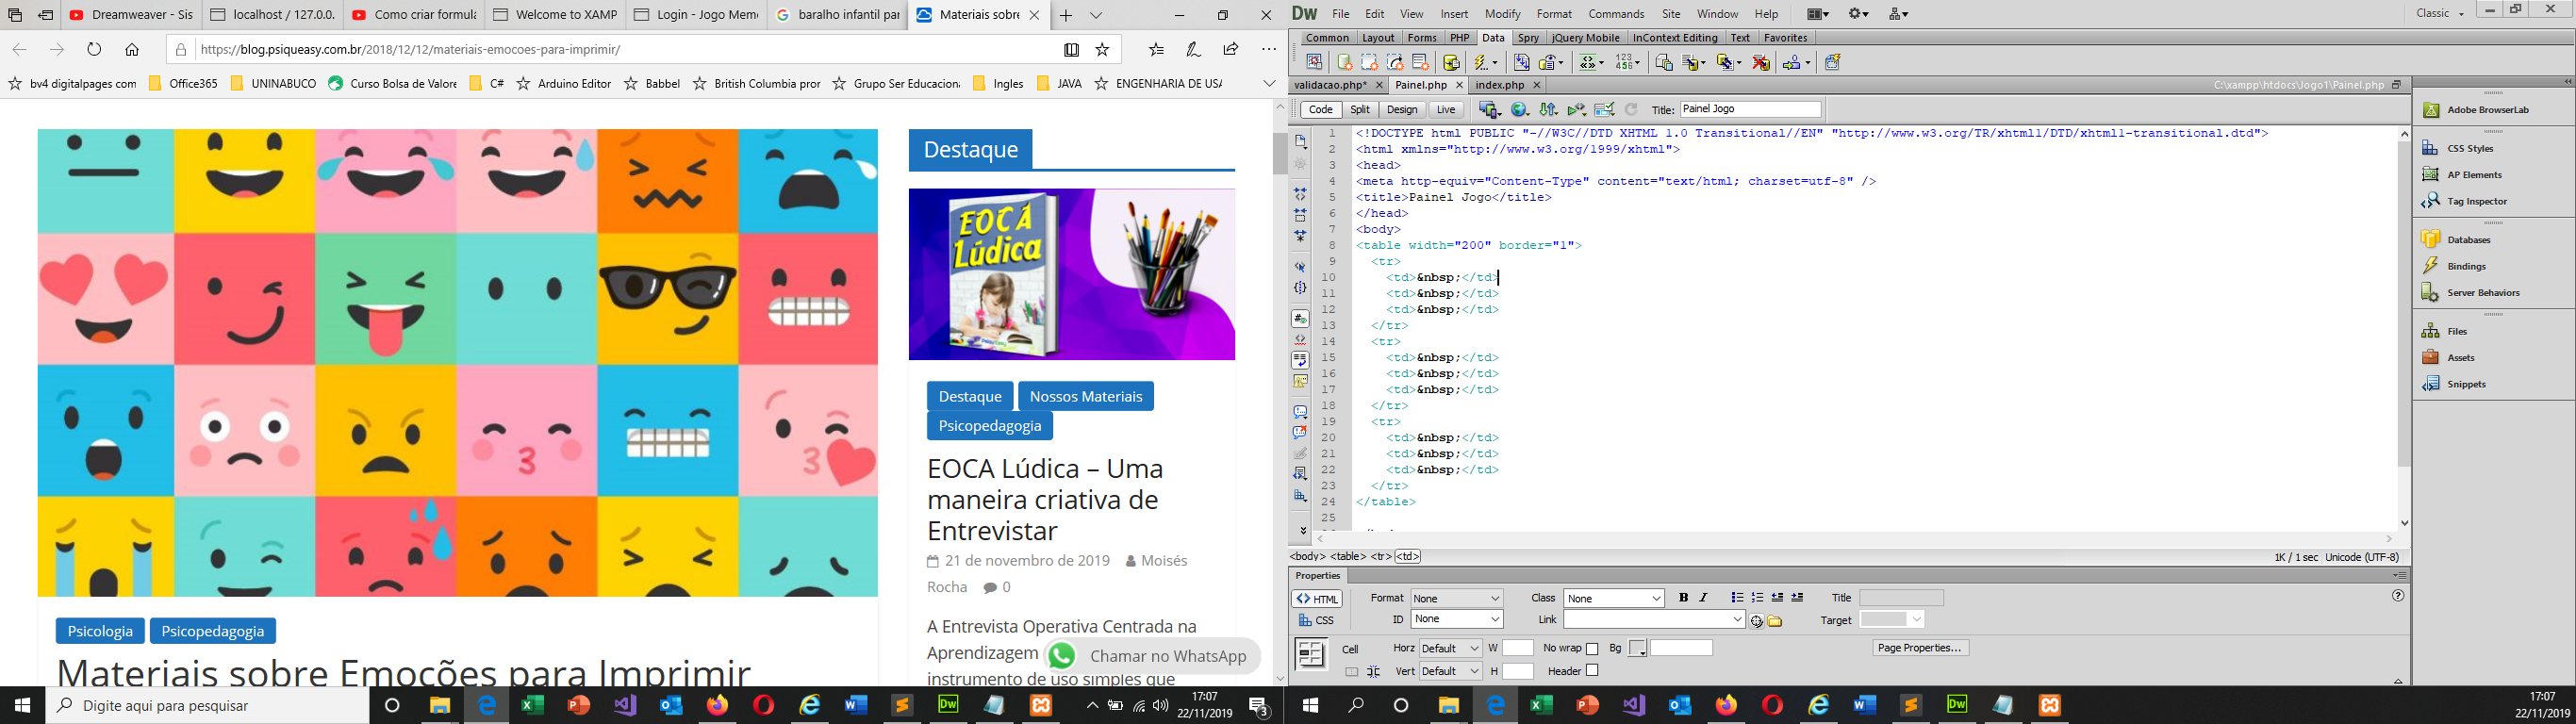 Dreamweaver - Sis
localhost / 127.0.0.
Como criar formula
Welcome to XAMP
Login - Jogo Mem
baralho infantil par
Materiais sobre
https://blog.psiqueasy.com.br/2018/12/12/materiais-emocoes-para-imprimir/
bv4 digitalpages com
Office365
UNINABUCO
Curso Bolsa de Valore
C#
Arduino Editor
Babbel
British Columbia pror
Grupo Ser Educaciona
Ingles
JAVA
ENGENHARIA DE USA
Destaque
EOCA
Lúdica
Destaque
Nossos Materiais
Psicopedagogia
EOCA Lúdica – Uma
maneira criativa de
Entrevistar
21 de novembro de 2019
Moisés
Rocha
0
A Entrevista Operativa Centrada na
Aprendizagem
instrumento de uso simples que
Chamar no WhatsApp
Psicologia
Psicopedagogia
Materiais sobre Emoções para Imprimir
Digite aqui para pesquisar
17:07
22/11/2019
3
Dw
File Edit View Insert Modify Format Commands Site Window Help
Classic
Common Layout Forms PHP Data Spry jQuery Mobile InContext Editing Text Favorites
validacao.php*
Painel.php
index.php
C:\xampp\htdocs\Jogo1\Painel.php
Code Split Design Live
Title: Painel Jogo
1 <!DOCTYPE html PUBLIC "-//W3C//DTD XHTML 1.0 Transitional//EN" "http://www.w3.org/TR/xhtml1/DTD/xhtml1-transitional.dtd">
2 <html xmlns="http://www.w3.org/1999/xhtml">
3 <head>
4 <meta http-equiv="Content-Type" content="text/html; charset=utf-8" />
5 <title>Painel Jogo</title>
6 </head>
7 <body>
8 <table width="200" border="1">
9 <tr>
10 <td>&nbsp;</td>
11 <td>&nbsp;</td>
12 <td>&nbsp;</td>
13 </tr>
14 <tr>
15 <td>&nbsp;</td>
16 <td>&nbsp;</td>
17 <td>&nbsp;</td>
18 </tr>
19 <tr>
20 <td>&nbsp;</td>
21 <td>&nbsp;</td>
22 <td>&nbsp;</td>
23 </tr>
24 </table>
25
<body> <table> <tr> <td>
1K / 1 sec Unicode (UTF-8)
Properties
HTML
CSS
Format None
ID None
Class None
Link
B I
Title
Target
Cell
Horz Default
Vert Default
W
H
No wrap
Header
Bg
Page Properties...
Adobe BrowserLab
CSS Styles
AP Elements
Tag Inspector
Databases
Bindings
Server Behaviors
Files
Assets
Snippets
17:07
22/11/2019